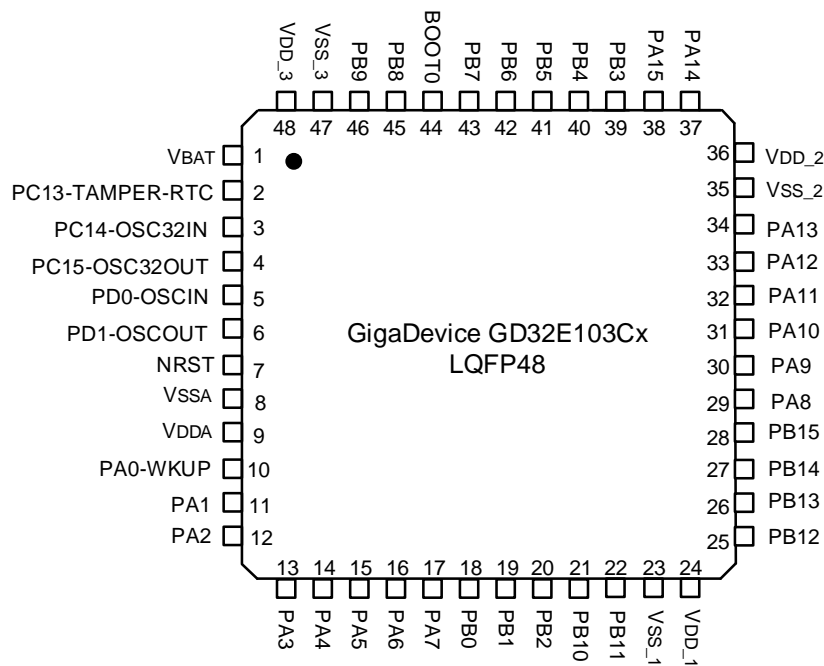 VDD_3 VSS_3 PB9 PB8 BOOT0 PB7 PB6 PB5 PB4 PB3 PA15 PA14
48 47 46 45 44 43 42 41 40 39 38 37
VBAT 1 36 VDD_2
PC13-TAMPER-RTC 2 35 VSS_2
PC14-OSC32IN 3 34 PA13
PC15-OSC32OUT 4 33 PA12
PD0-OSCIN 5 32 PA11
PD1-OSCOUT 6 GigaDevice GD32E103Cx 31 PA10
NRST 7 LQFP48 30 PA9
VSSA 8 29 PA8
VDDA 9 28 PB15
PA0-WKUP 10 27 PB14
PA1 11 26 PB13
PA2 12 25 PB12
13 14 15 16 17 18 19 20 21 22 23 24
PA3 PA4 PA5 PA6 PA7 PB0 PB1 PB2 PB10 PB11 VSS_1 VDD_1